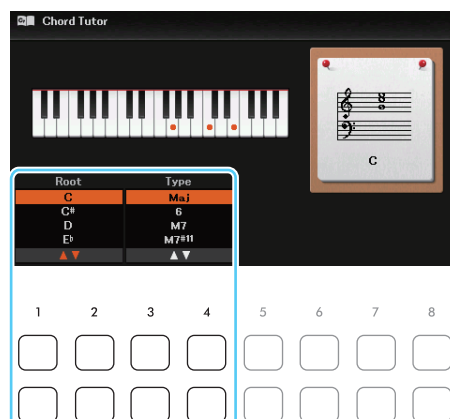 Chord Tutor
C
Root Type
C Maj
C# 6
D M7
E♭ M7#11
1 2 3 4 5 6 7 8